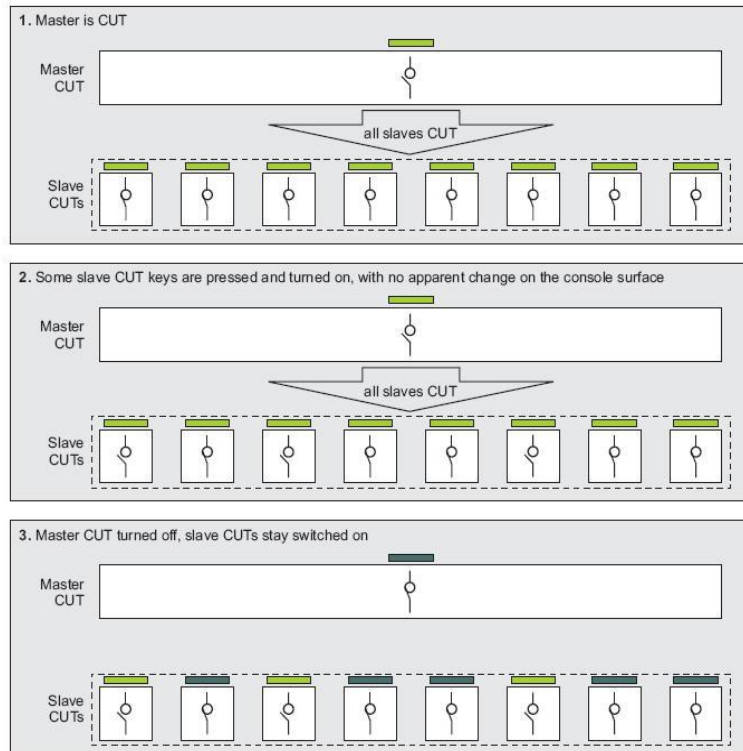 1. Master is CUT
Master
CUT
all slaves CUT
Slave
CUTs
2. Some slave CUT keys are pressed and turned on, with no apparent change on the console surface
Master
CUT
all slaves CUT
Slave
CUTs
3. Master CUT turned off, slave CUTs stay switched on
Master
CUT
Slave
CUTs